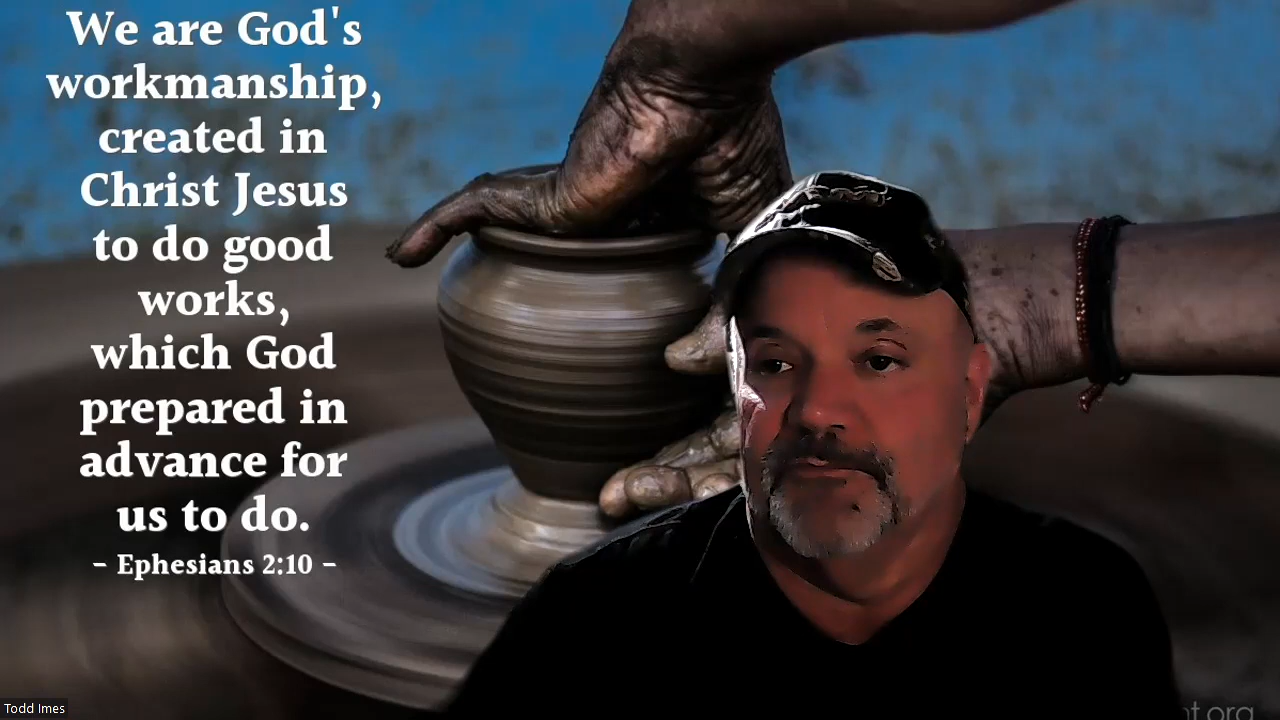 We are God's
workmanship,
created in
Christ Jesus
to do good
works,
which God
prepared in
advance for
us to do.
- Ephesians 2:10 -
Todd Imes